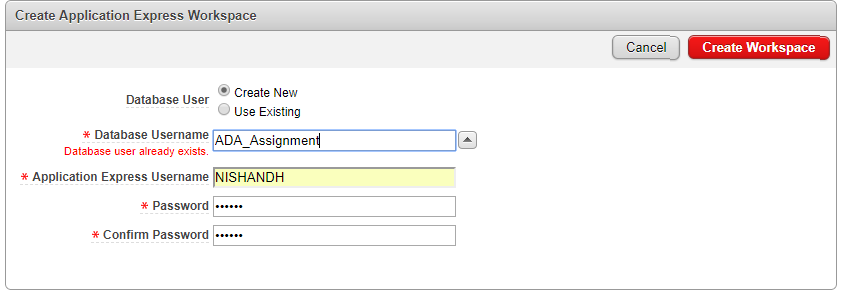 Create Application Express Workspace
Cancel
Create Workspace
Database User
Create New
Use Existing
* Database Username
ADA_Assignment
Database user already exists.
* Application Express Username
NISHANDH
* Password
••••••
* Confirm Password
••••••